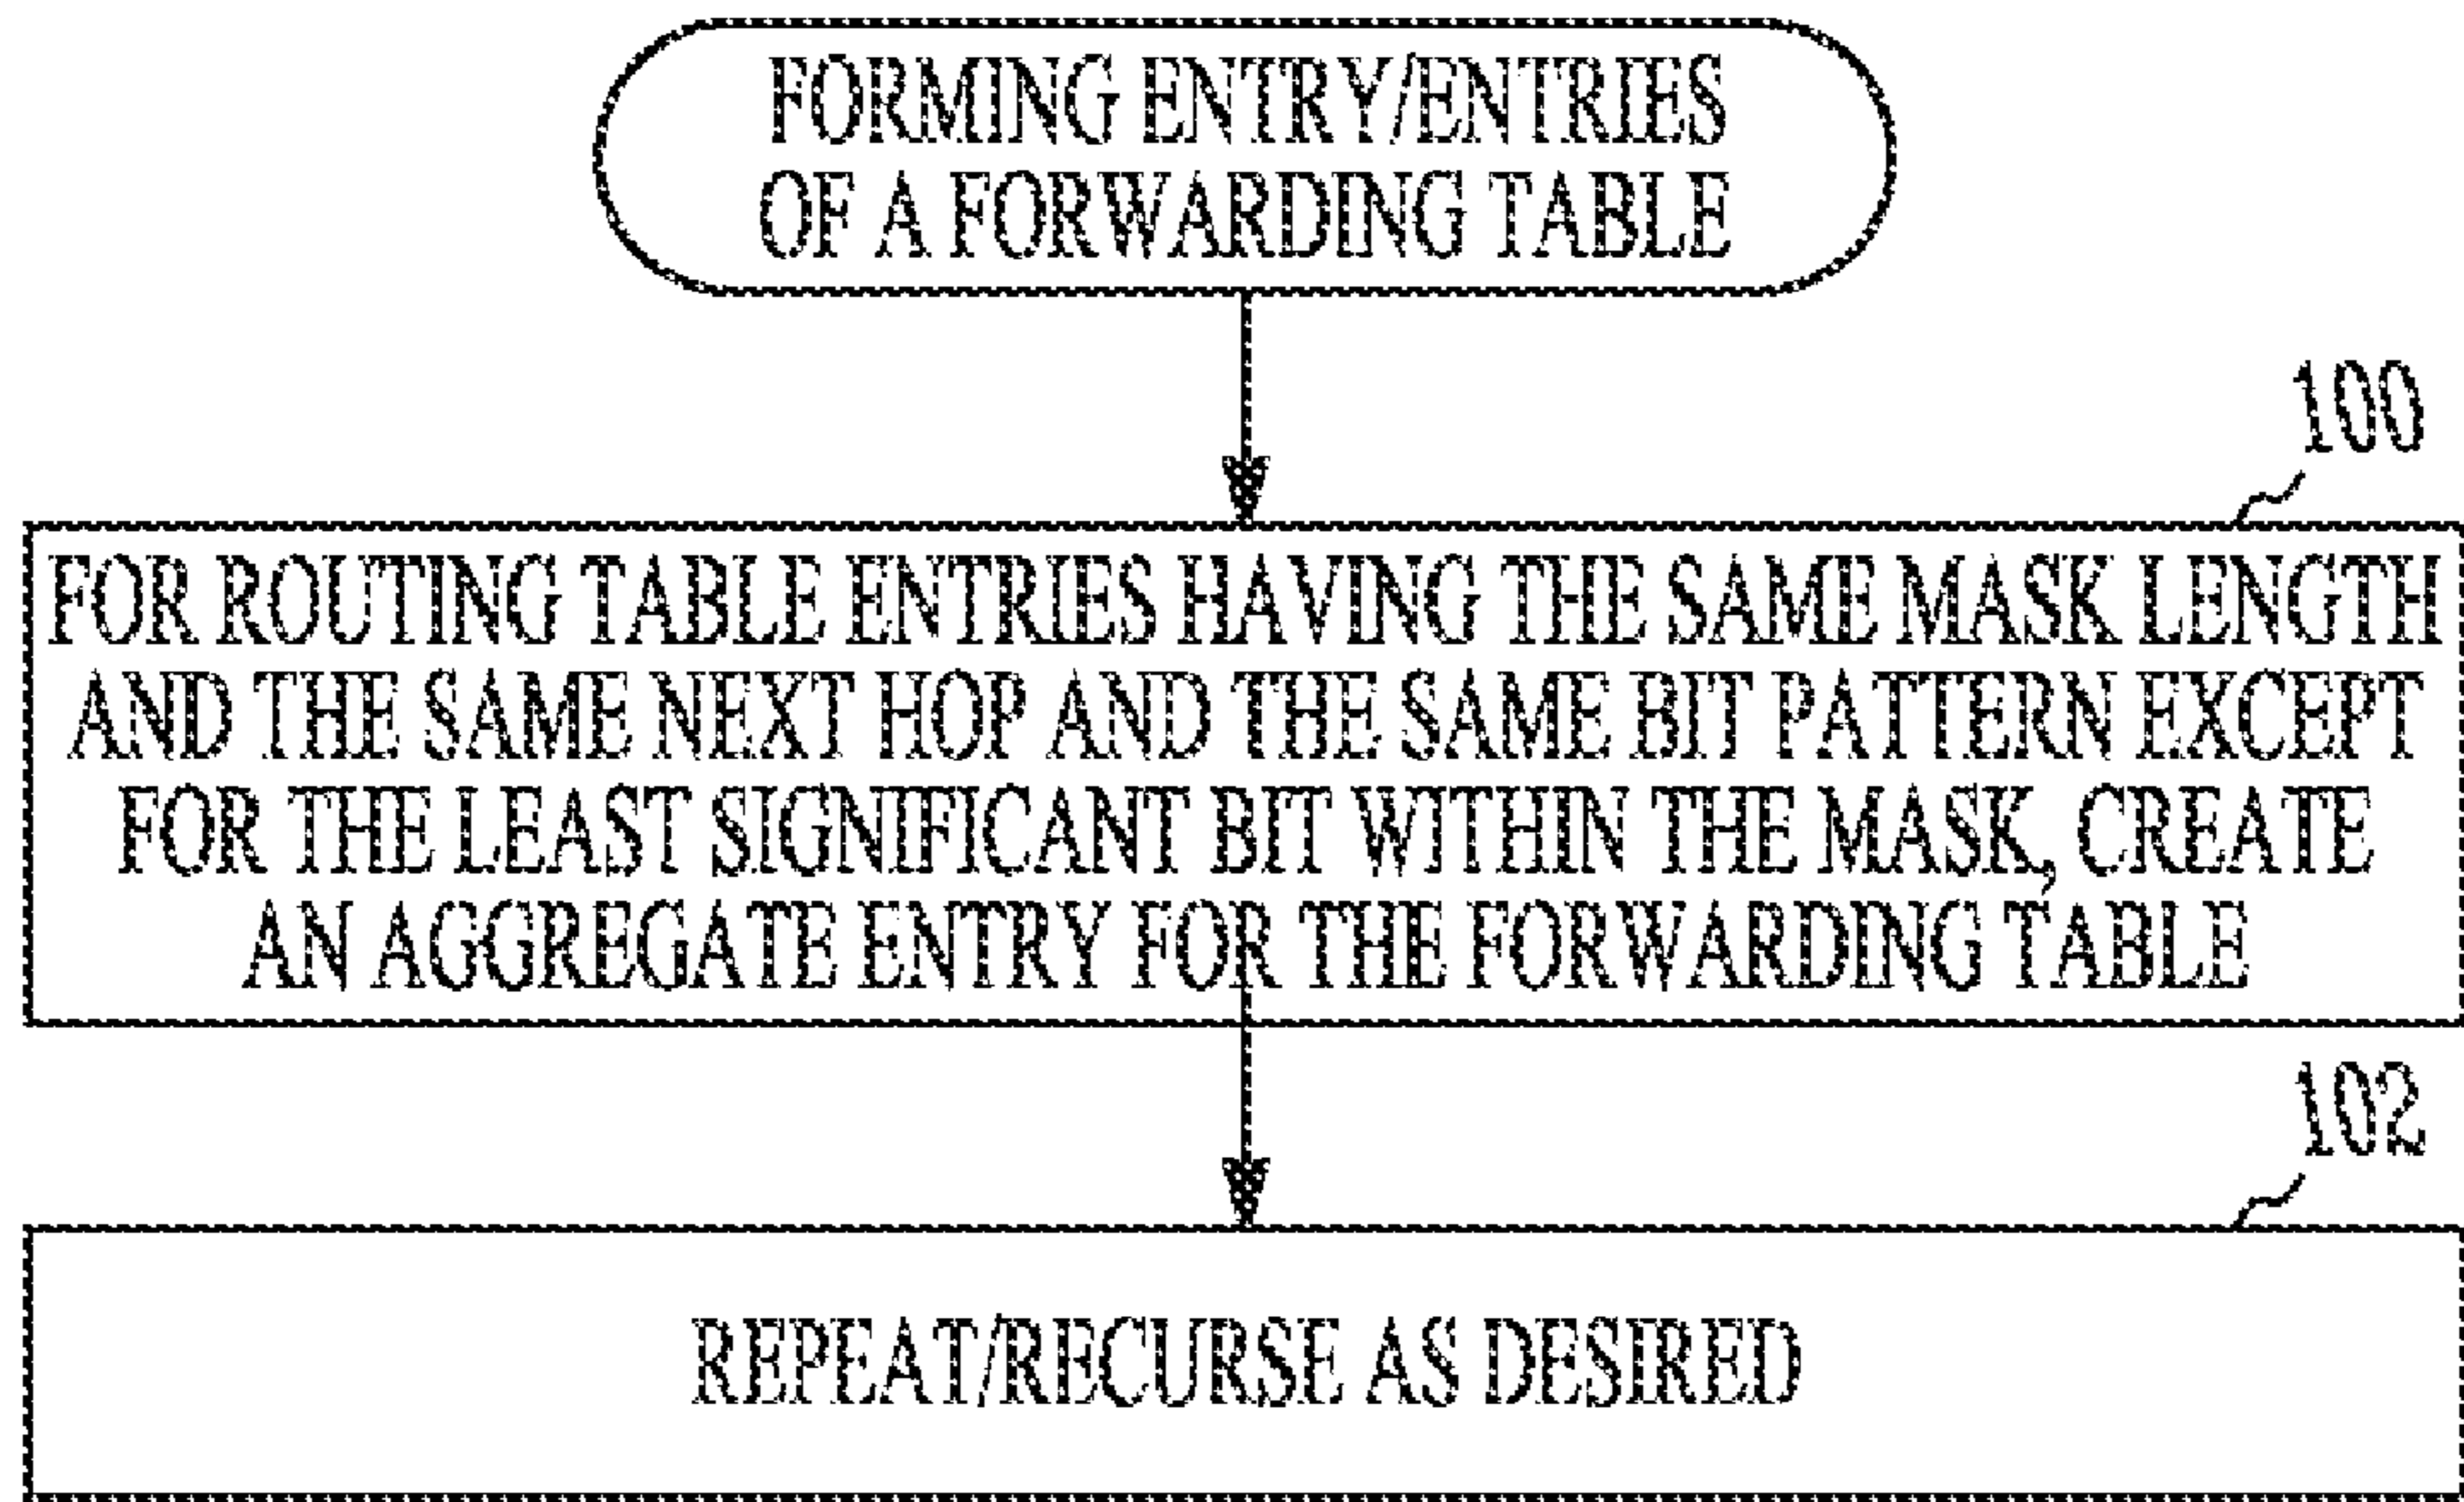 FORMING ENTRY/ENTRIES
OF A FORWARDING TABLE
100
FOR ROUTING TABLE ENTRIES HAVING THE SAME MASK LENGTH
AND THE SAME NEXT HOP AND THE SAME BIT PATTERN EXCEPT
FOR THE LEAST SIGNIFICANT BIT WITHIN THE MASK, CREATE
AN AGGREGATE ENTRY FOR THE FORWARDING TABLE
102
REPEAT/RECURSE AS DESIRED